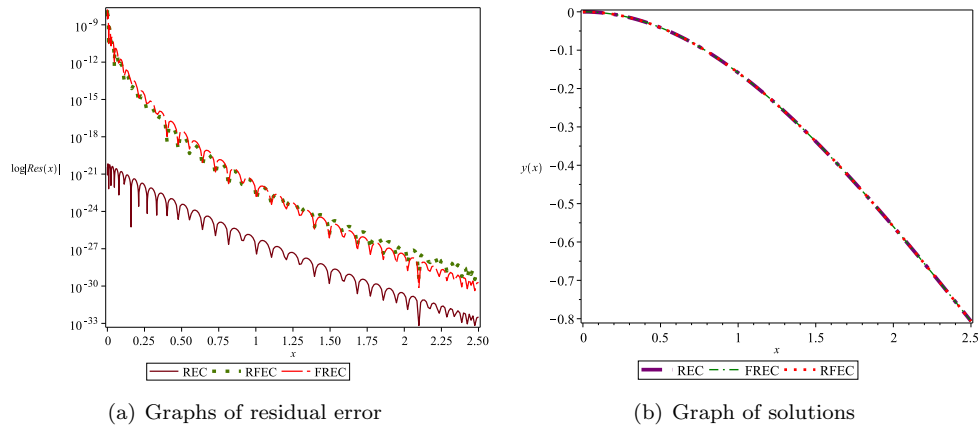 10^-9
10^-12
10^-15
10^-18
log|Res(x)|
10^-21
10^-24
10^-27
10^-30
10^-33
0 0.25 0.50 0.75 1 1.25 1.50 1.75 2 2.25 2.50
x
REC RFEC FREC
(a) Graphs of residual error
0
−0.1
−0.2
−0.3
y(x)
−0.4
−0.5
−0.6
−0.7
−0.8
0 0.5 1 1.5 2 2.5
x
REC FREC RFEC
(b) Graph of solutions